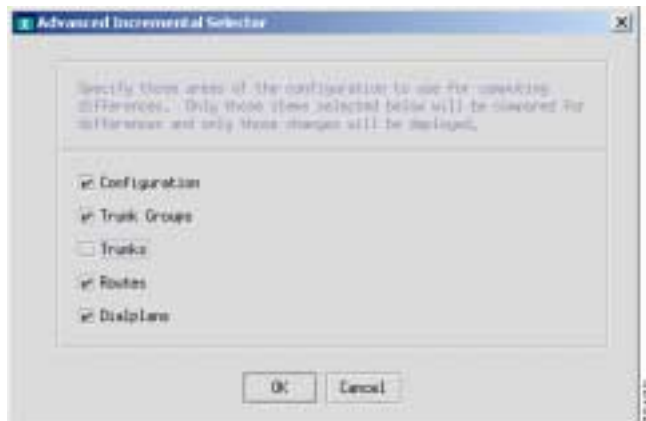 Advanced Incremental Selector
Specify those areas of the configuration to use for computing
differences. Only those items selected below will be compared for
differences and only those changes will be deployed.
Configuration
Trunk Groups
Trunks
Routes
Dialplans
OK
Cancel